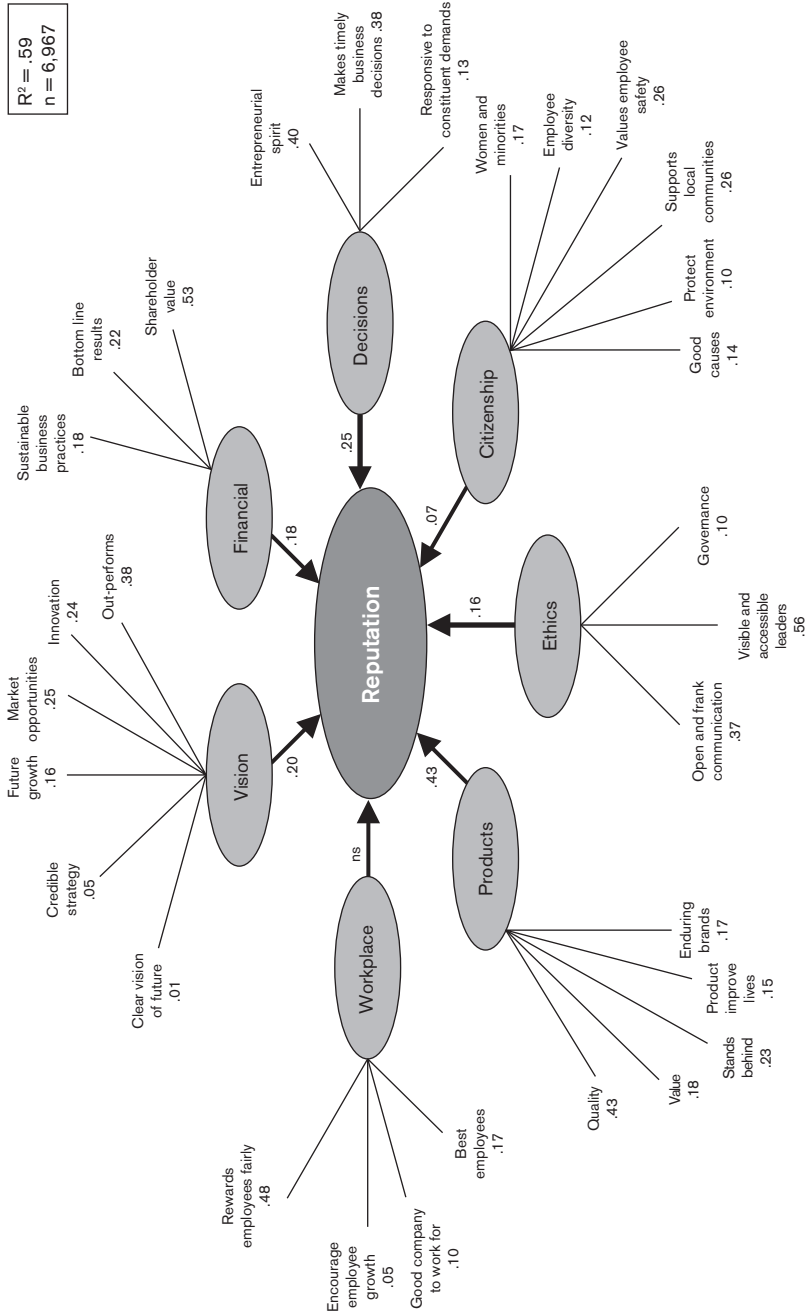 R² = .59
n = 6,967
Clear vision
of future
.01
Credible
strategy
.05
Future
growth
.16
Market
opportunities
.25
Innovation
.24
Out-performs
.38
Sustainable
business
practices
.18
Bottom line
results
.22
Shareholder
value
.53
Entrepreneurial
spirit
.40
Makes timely
business
decisions .38
Responsive to
constituent demands
.13
Vision
Financial
Decisions
.20
.18
.25
Rewards
employees fairly
.48
Encourage
employee
growth
.05
Good company
to work for
.10
Best
employees
.17
Workplace
ns
Reputation
Products
.43
Ethics
.16
Citizenship
.07
Women and
minorities
.17
Employee
diversity
.12
Values employee
safety
.26
Supports
local
communities
.26
Protect
environment
.10
Good
causes
.14
Quality
.43
Value
.18
Stands
behind
.23
Product
improve
lives
.15
Enduring
brands
.17
Open and frank
communication
.37
Visible and
accessible
leaders
.56
Governance
.10